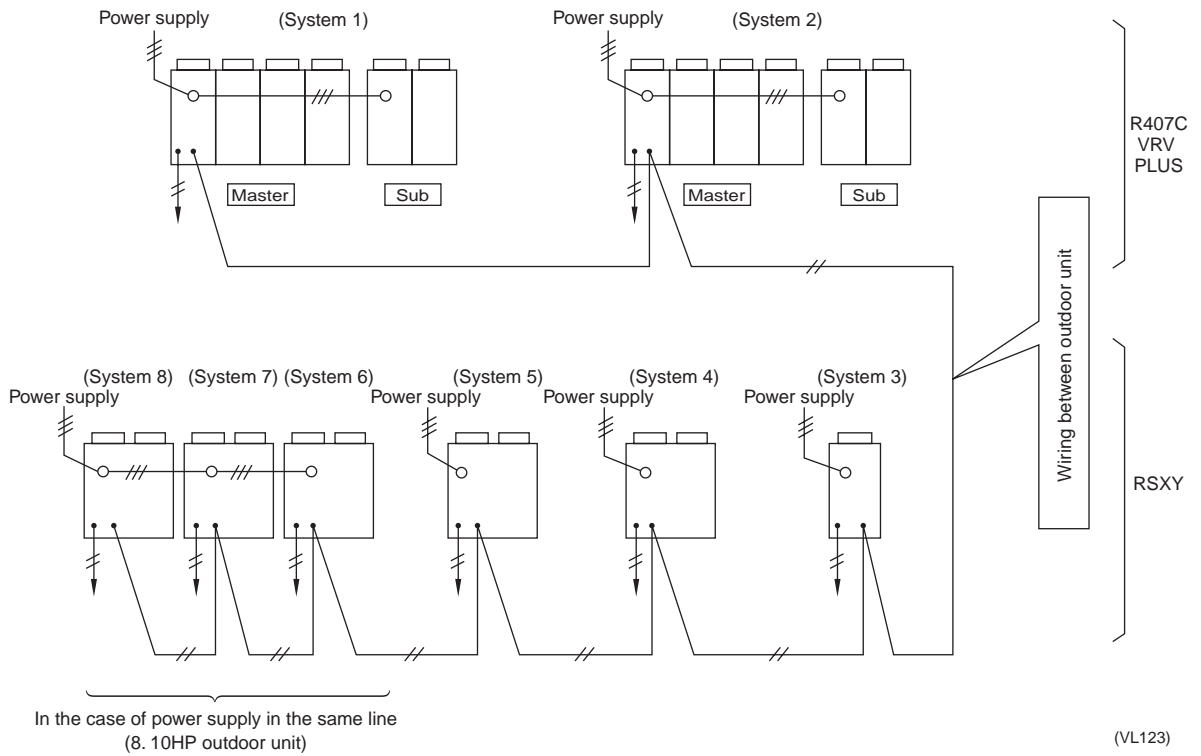 Power supply
(System 1)
Power supply
(System 2)
Master
Sub
Master
Sub
R407C
VRV
PLUS
Wiring between outdoor unit
(System 8)
(System 7)
(System 6)
(System 5)
(System 4)
(System 3)
Power supply
Power supply
Power supply
Power supply
RSXY
In the case of power supply in the same line
(8. 10HP outdoor unit)
(VL123)